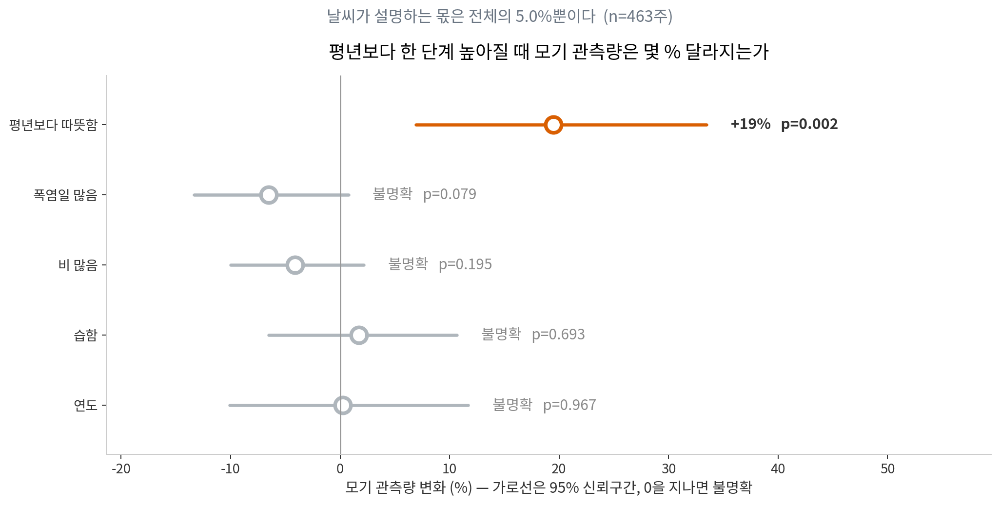 날씨가 설명하는 몫은 전체의 5.0%뿐이다 (n=463주)
평년보다 한 단계 높아질 때 모기 관측량은 몇 % 달라지는가
평년보다 따뜻함
+19% p=0.002
폭염일 많음
불명확 p=0.079
비 많음
불명확 p=0.195
습함
불명확 p=0.693
연도
불명확 p=0.967
-20 -10 0 10 20 30 40 50
모기 관측량 변화 (%) — 가로선은 95% 신뢰구간, 0을 지나면 불명확